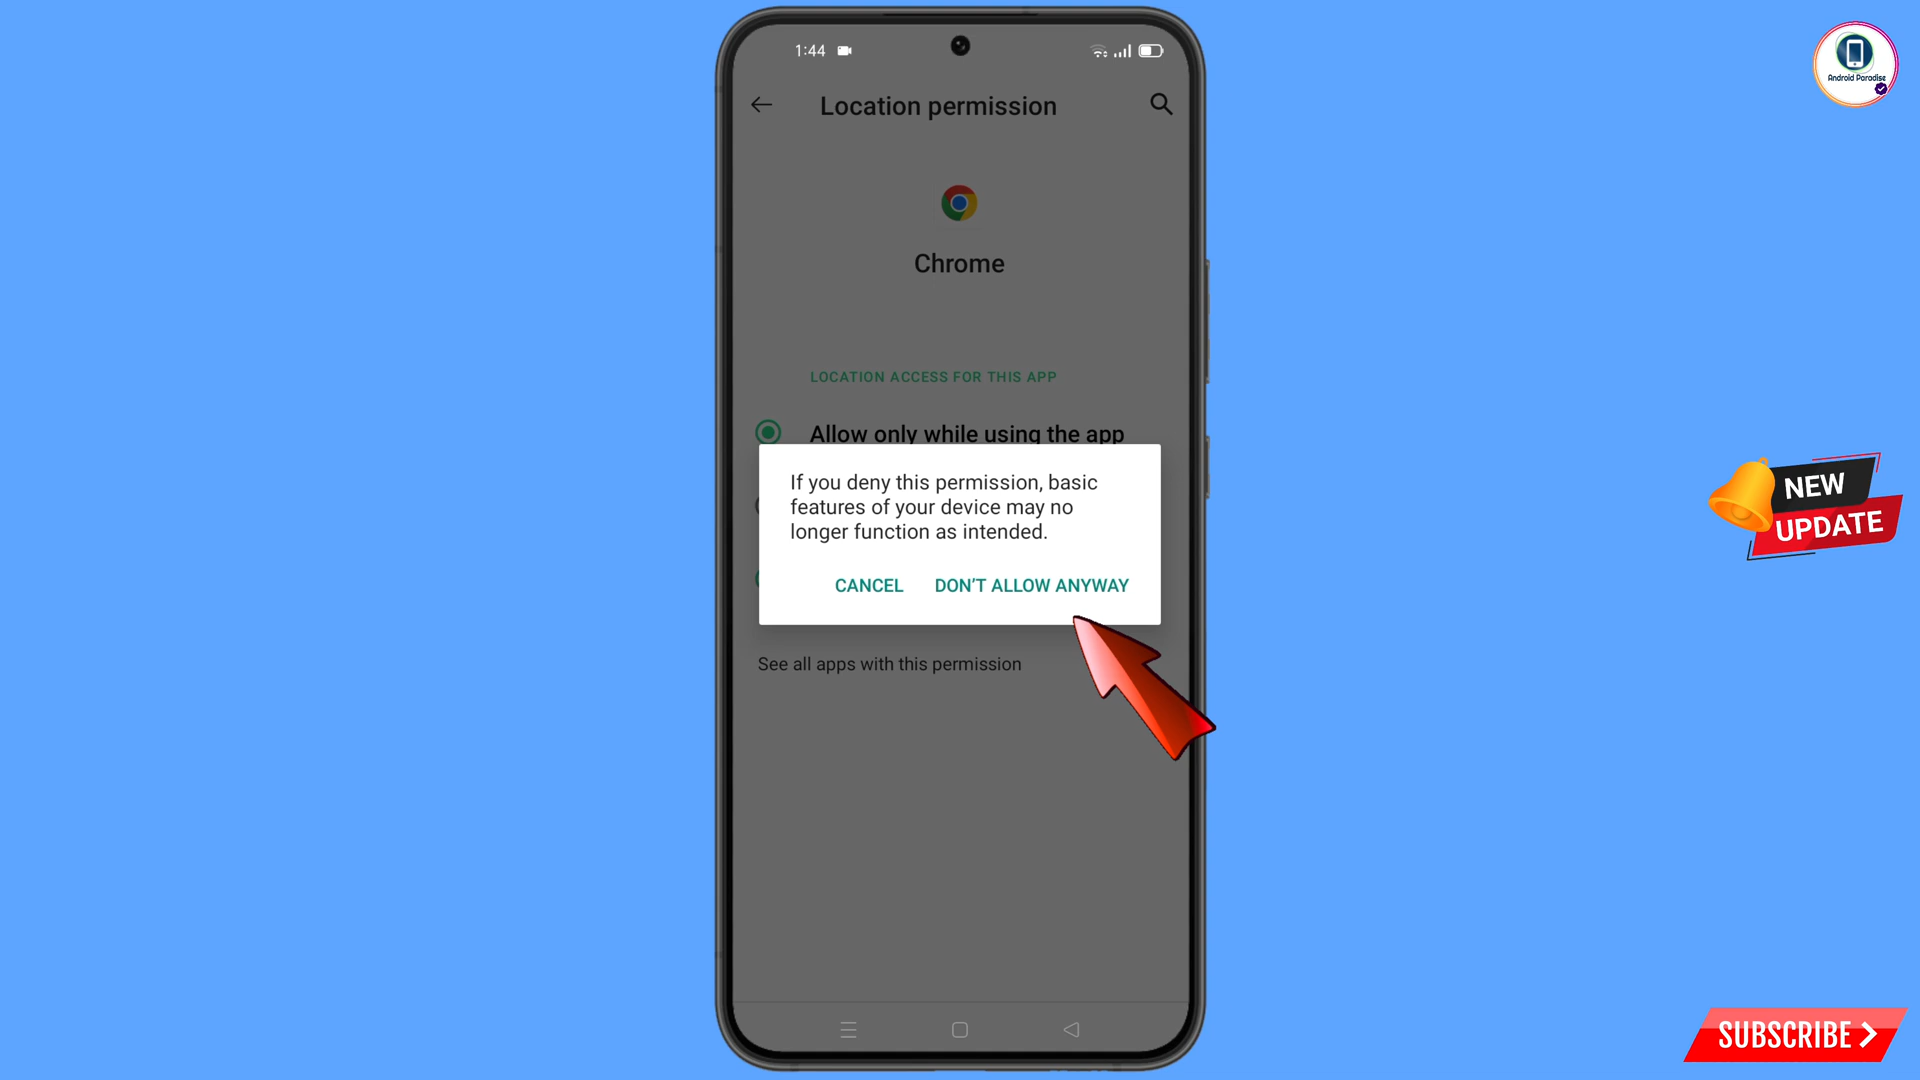 1:44
Location permission
Android Paradise
Chrome
LOCATION ACCESS FOR THIS APP
Allow only while using the app
If you deny this permission, basic
features of your device may no
longer function as intended.
CANCEL DON'T ALLOW ANYWAY
See all apps with this permission
NEW
UPDATE
SUBSCRIBE